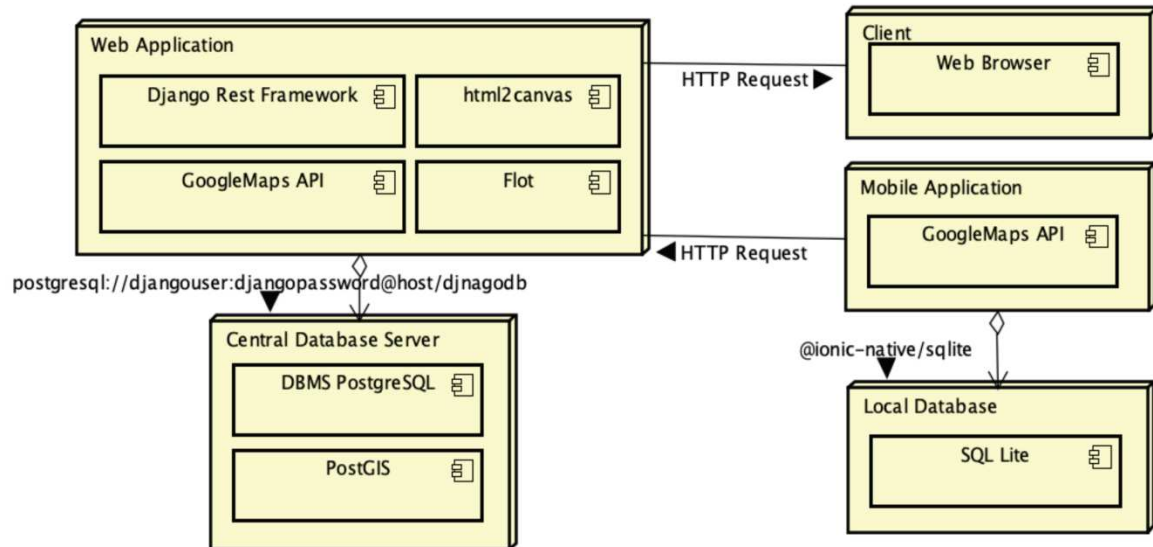 Web Application
Django Rest Framework
html2canvas
GoogleMaps API
Flot
HTTP Request ►
Client
Web Browser
◄ HTTP Request
Mobile Application
GoogleMaps API
postgresql://djangouser:djangopassword@host/djnagodb
Central Database Server
DBMS PostgreSQL
PostGIS
@ionic-native/sqlite
Local Database
SQL Lite